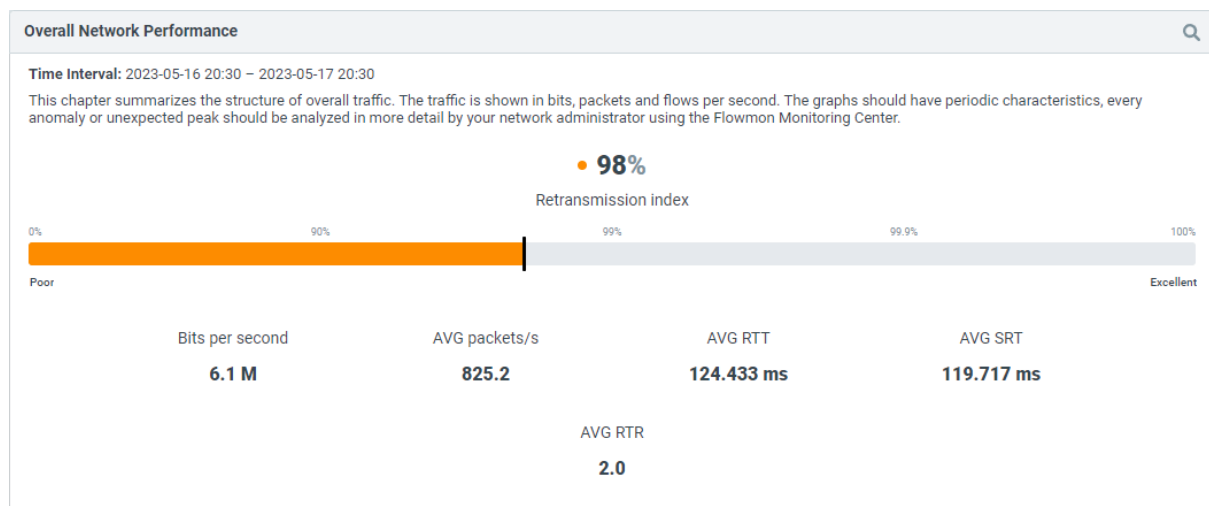 Overall Network Performance
Time Interval: 2023-05-16 20:30 – 2023-05-17 20:30
This chapter summarizes the structure of overall traffic. The traffic is shown in bits, packets and flows per second. The graphs should have periodic characteristics, every
anomaly or unexpected peak should be analyzed in more detail by your network administrator using the Flowmon Monitoring Center.
98%
Retransmission index
0% 90% 99% 99.9% 100%
Poor Excellent
Bits per second AVG packets/s AVG RTT AVG SRT
6.1 M 825.2 124.433 ms 119.717 ms
AVG RTR
2.0